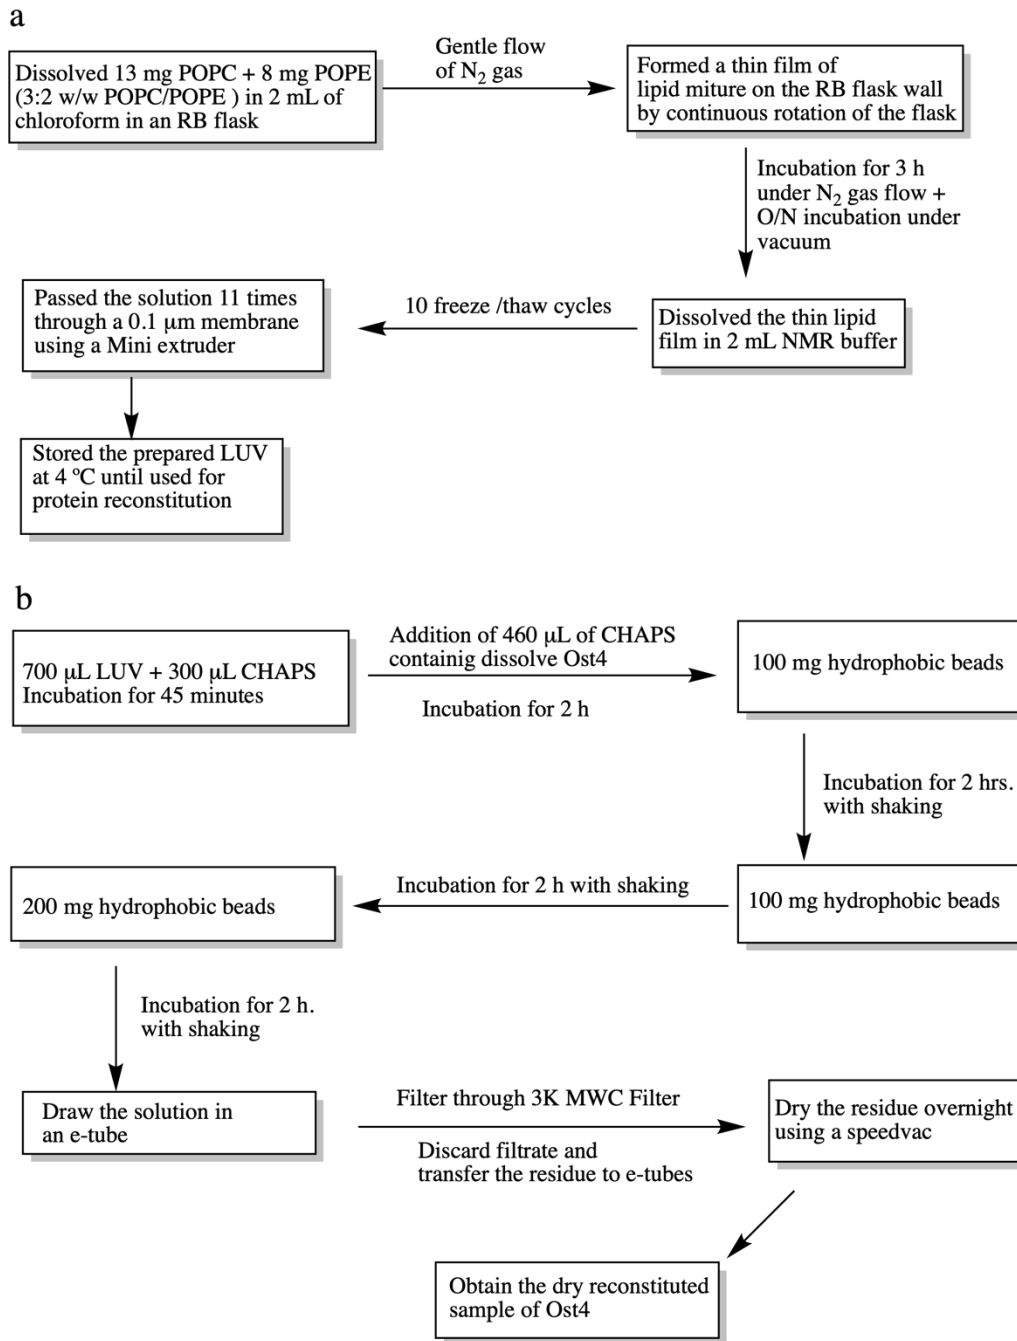 a
Dissolved 13 mg POPC + 8 mg POPE
(3:2 w/w POPC/POPE ) in 2 mL of
chloroform in an RB flask
Gentle flow
of N₂ gas
Formed a thin film of
lipid miture on the RB flask wall
by continuous rotation of the flask
Incubation for 3 h
under N₂ gas flow +
O/N incubation under
vacuum
Dissolved the thin lipid
film in 2 mL NMR buffer
10 freeze /thaw cycles
Passed the solution 11 times
through a 0.1 μm membrane
using a Mini extruder
Stored the prepared LUV
at 4 ºC until used for
protein reconstitution
b
700 μL LUV + 300 μL CHAPS
Incubation for 45 minutes
Addition of 460 μL of CHAPS
containig dissolve Ost4
Incubation for 2 h
100 mg hydrophobic beads
Incubation for 2 hrs.
with shaking
100 mg hydrophobic beads
Incubation for 2 h with shaking
200 mg hydrophobic beads
Incubation for 2 h.
with shaking
Draw the solution in
an e-tube
Filter through 3K MWC Filter
Discard filtrate and
transfer the residue to e-tubes
Dry the residue overnight
using a speedvac
Obtain the dry reconstituted
sample of Ost4